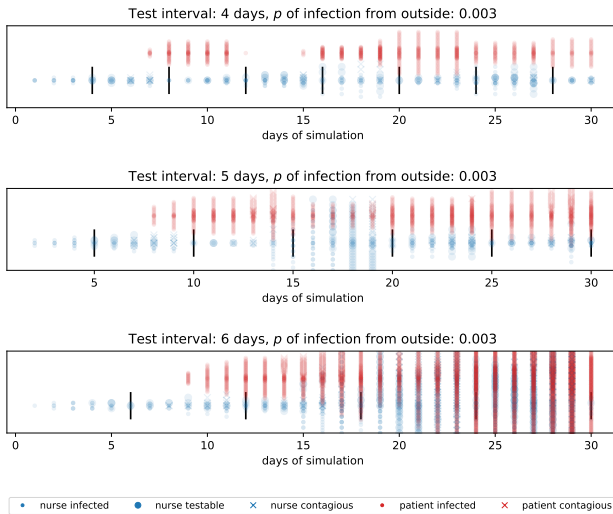 Test interval: 4 days, p of infection from outside: 0.003
0 5 10 15 20 25 30
days of simulation
Test interval: 5 days, p of infection from outside: 0.003
5 10 15 20 25 30
days of simulation
Test interval: 6 days, p of infection from outside: 0.003
0 5 10 15 20 25 30
days of simulation
nurse infected nurse testable nurse contagious patient infected patient contagious